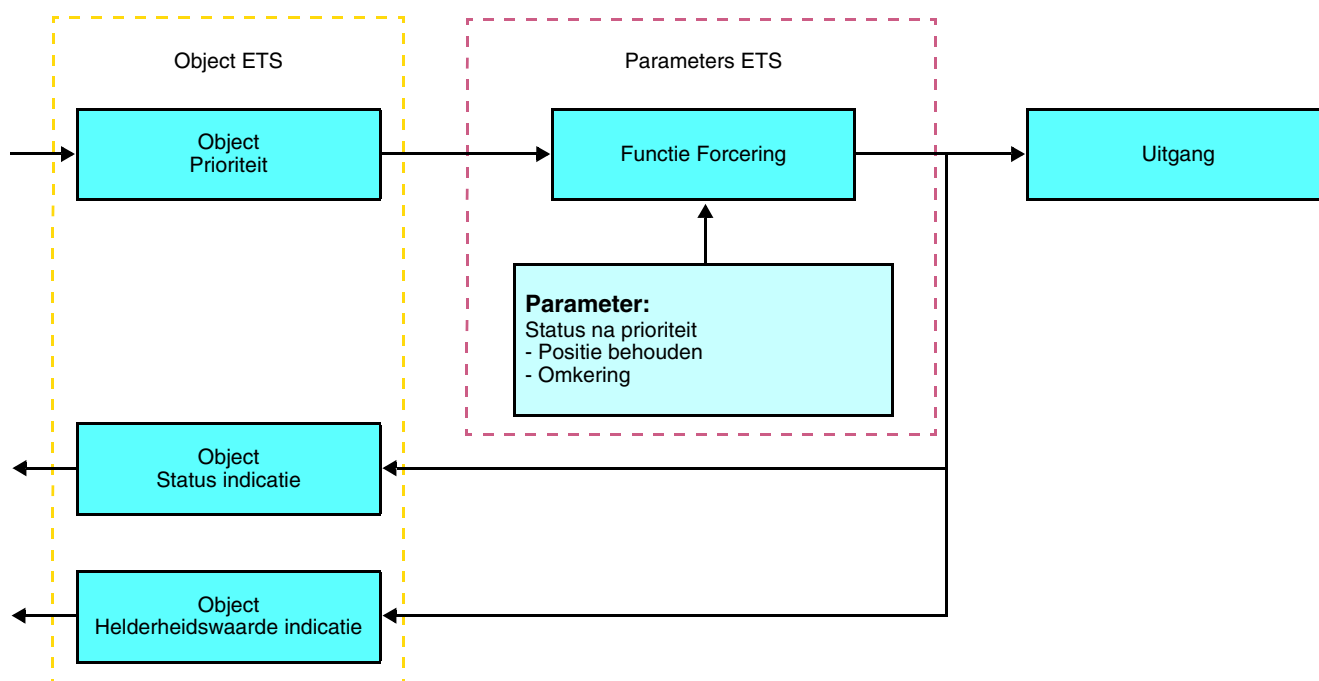 Object ETS
Parameters ETS
Object
Prioriteit
Functie Forcering
Uitgang
Parameter:
Status na prioriteit
- Positie behouden
- Omkering
Object
Status indicatie
Object
Helderheidswaarde indicatie